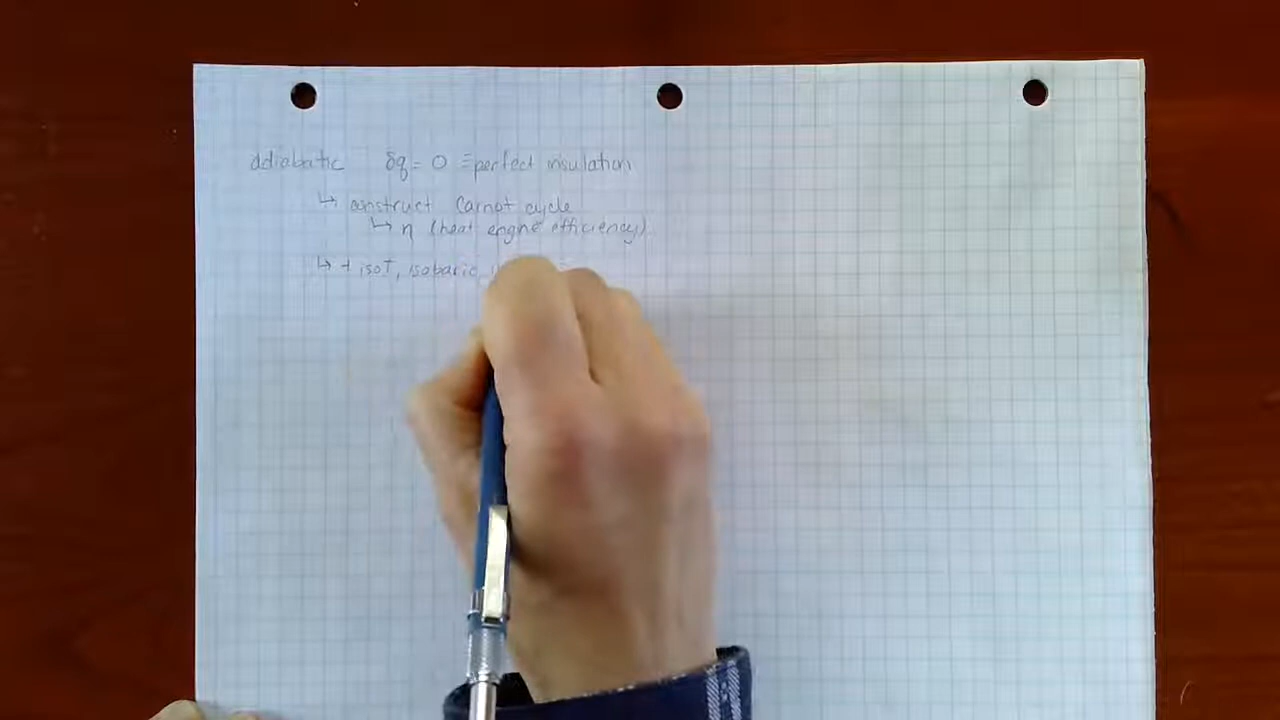 adiabatic δq = 0 ≡ perfect insulation
↳ construct Carnot cycle
↳ η (heat engine efficiency)
↳ + isoT, isobaric,